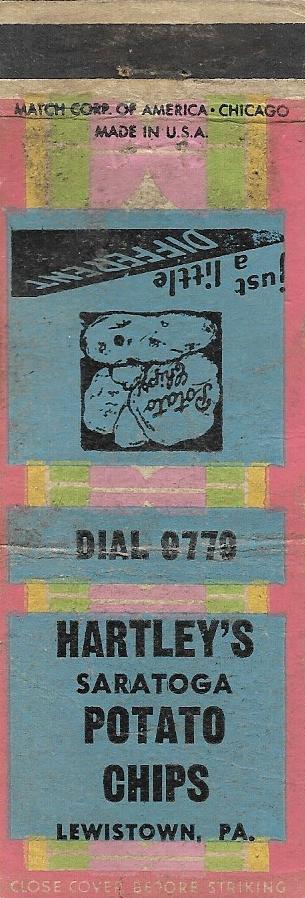 MATCH CORP. OF AMERICA • CHICAGO
MADE IN U.S.A.
just a little
DIFFERENT
Potato
Chips
DIAL 9779
HARTLEY'S
SARATOGA
POTATO
CHIPS
LEWISTOWN, PA.
CLOSE COVER BEFORE STRIKING